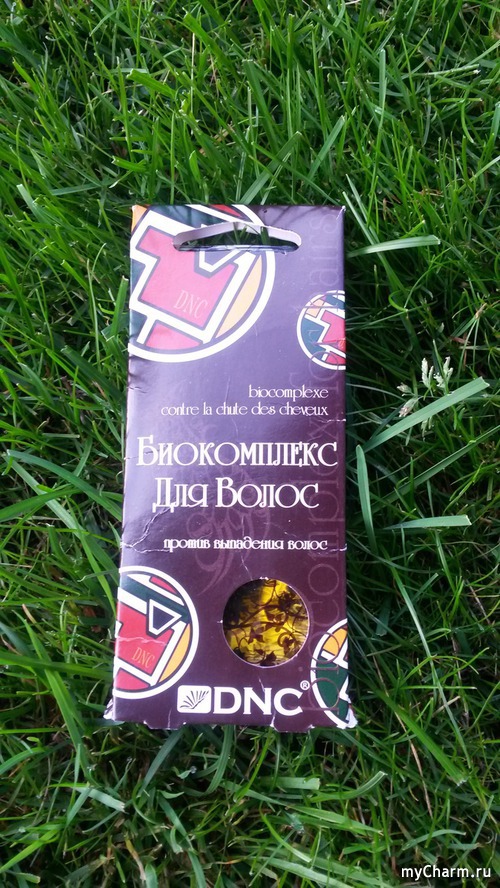 DNC
biocomplexe
contre la chute des cheveux
Биокомплекс
Для Волос
против выпадения волос
DNC
DNC®
myCharm.ru